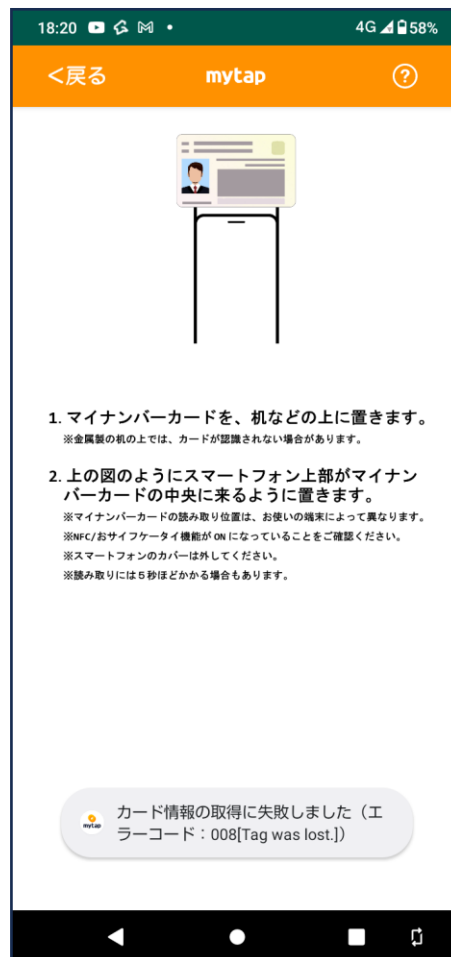 18:20
4G 58%
<戻る mytap ?
1. マイナンバーカードを、机などの上に置きます。
※金属製の机の上では、カードが認識されない場合があります。
2. 上の図のようにスマートフォン上部がマイナン
バーカードの中央に来るように置きます。
※マイナンバーカードの読み取り位置は、お使いの端末によって異なります。
※NFC/おサイフケータイ機能が ON になっていることをご確認ください。
※スマートフォンのカバーは外してください。
※読み取りには5秒ほどかかる場合もあります。
mytap
カード情報の取得に失敗しました（エ
ラーコード：008[Tag was lost.]）